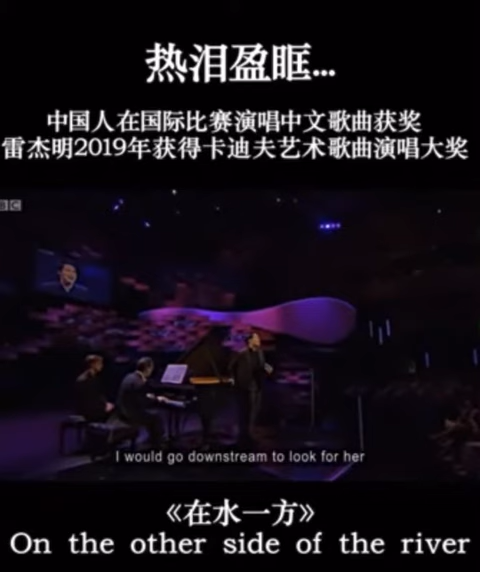 热泪盈眶...
中国人在国际比赛演唱中文歌曲获奖
雷杰明2019年获得卡迪夫艺术歌曲演唱大奖
BC
I would go downstream to look for her
《在水一方》
On the other side of the river